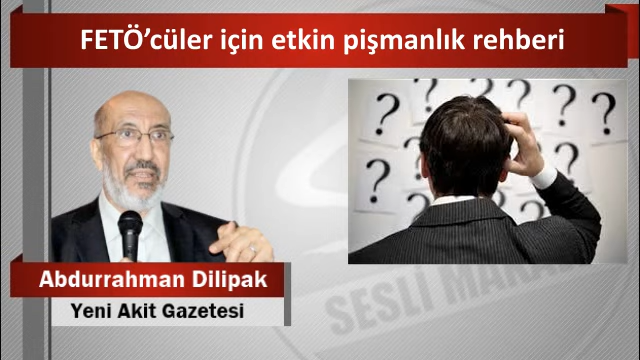 FETÖ’cüler için etkin pişmanlık rehberi
? ? ? ? ? ? ? ? ?
Abdurrahman Dilipak
Yeni Akit Gazetesi
SESLİ MAKALE